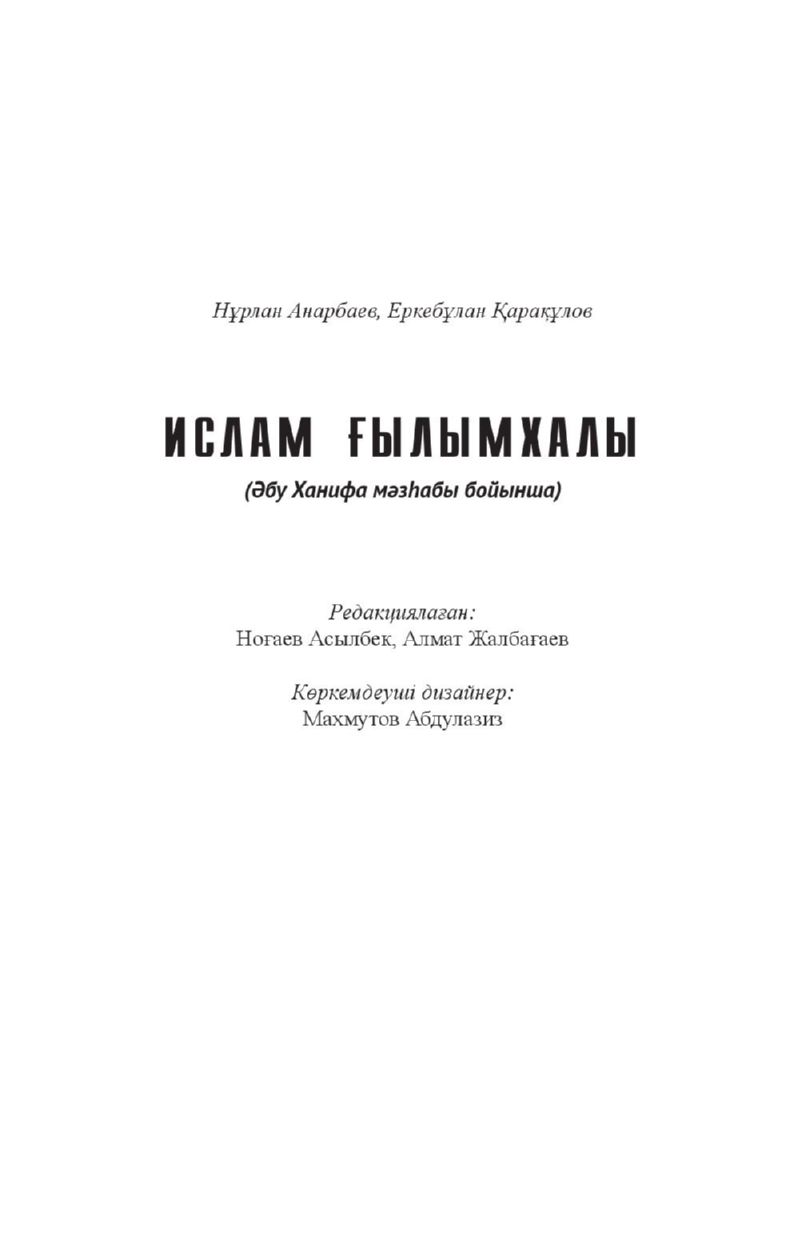 Нұрлан Анарбаев, Еркебұлан Қарақұлов
ИСЛАМ ҒЫЛЫМХАЛЫ
(Әбу Ханифа мәзһабы бойынша)
Редакциялаған:
Ноғаев Асылбек, Алмат Жалбағаев
Көркемдеуші дизайнер:
Махмутов Абдулазиз